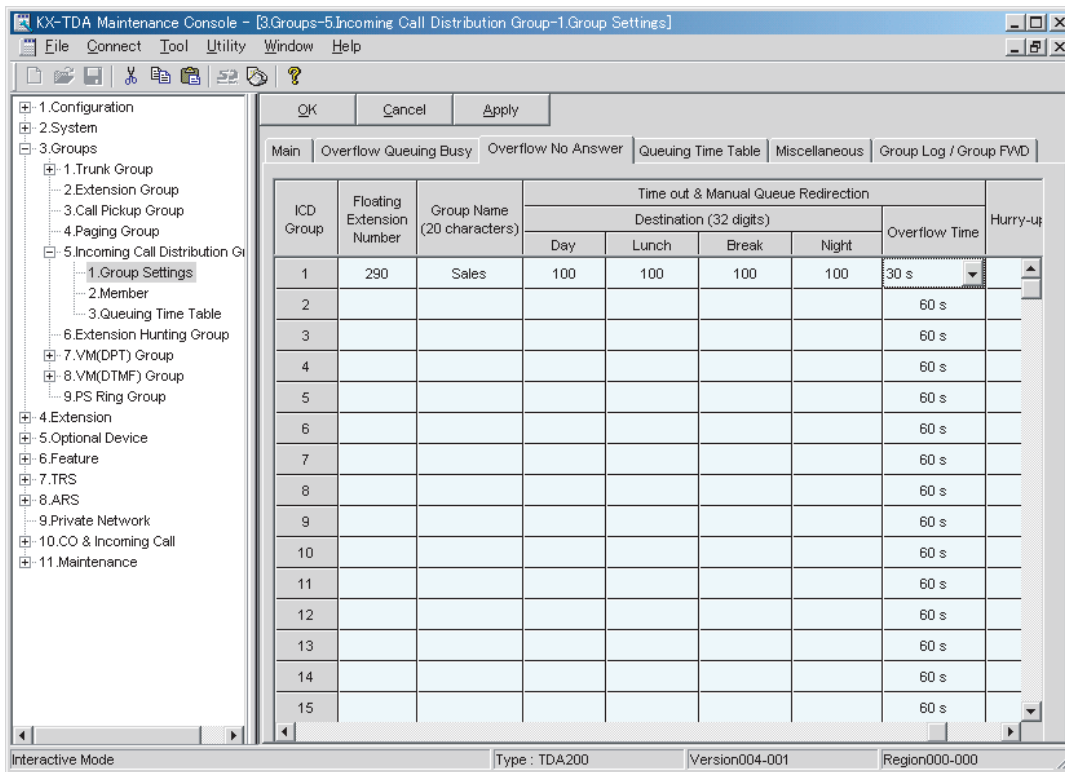 KX-TDA Maintenance Console - [3.Groups-5.Incoming Call Distribution Group-1.Group Settings]
File Connect Tool Utility Window Help
1.Configuration
2.System
3.Groups
1.Trunk Group
2.Extension Group
3.Call Pickup Group
4.Paging Group
5.Incoming Call Distribution Gr
1.Group Settings
2.Member
3.Queuing Time Table
6.Extension Hunting Group
7.VM(DPT) Group
8.VM(DTMF) Group
9.PS Ring Group
4.Extension
5.Optional Device
6.Feature
7.TRS
8.ARS
9.Private Network
10.CO & Incoming Call
11.Maintenance
OK Cancel Apply
Main Overflow Queuing Busy Overflow No Answer Queuing Time Table Miscellaneous Group Log / Group FWD
ICD Group
Floating Extension Number
Group Name (20 characters)
Time out & Manual Queue Redirection
Destination (32 digits)
Day Lunch Break Night
Overflow Time
Hurry-up
1 290 Sales 100 100 100 100 30 s
2 60 s
3 60 s
4 60 s
5 60 s
6 60 s
7 60 s
8 60 s
9 60 s
10 60 s
11 60 s
12 60 s
13 60 s
14 60 s
15 60 s
Interactive Mode Type : TDA200 Version004-001 Region000-000